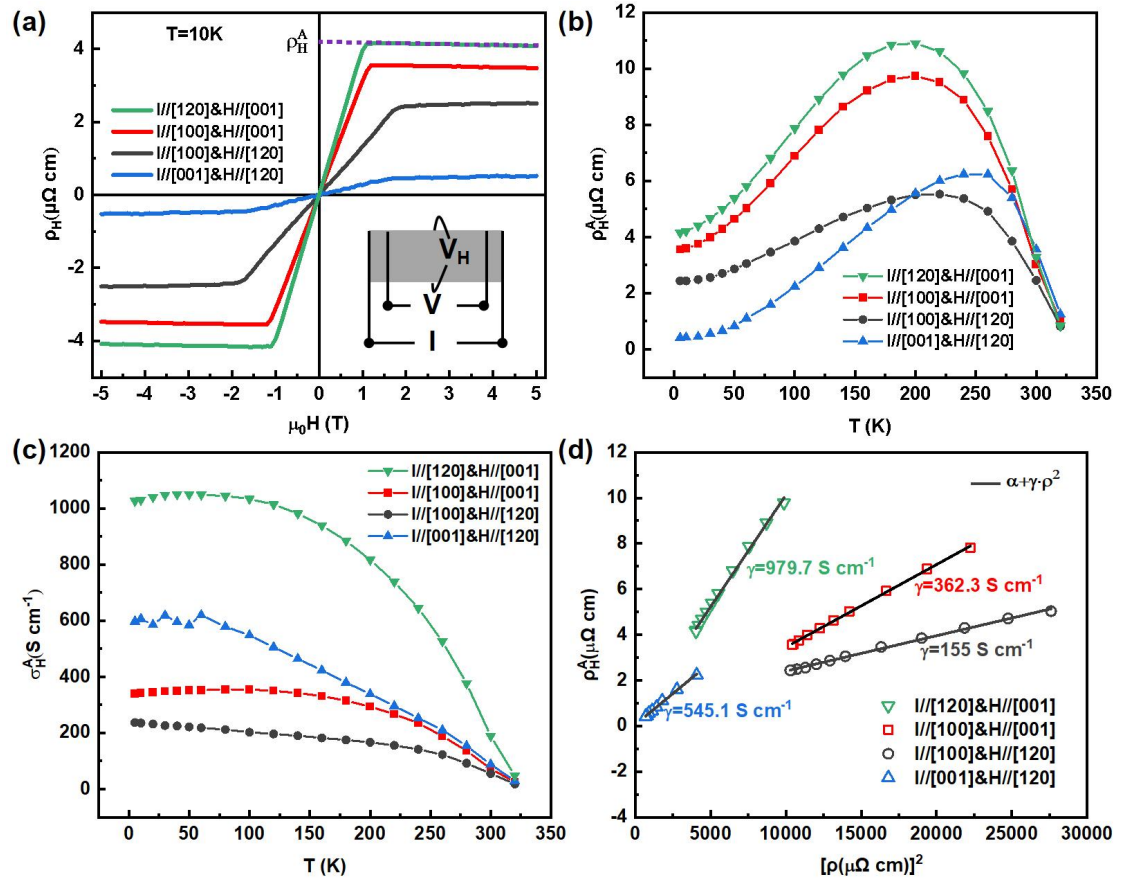 (a)
T=10K
ρ_H^A
I//[120]&H//[001]
I//[100]&H//[001]
I//[100]&H//[120]
I//[001]&H//[120]
V_H
V
I
4
2
0
-2
-4
ρ_H(μΩ cm)
-5 -4 -3 -2 -1 0 1 2 3 4 5
μ₀H (T)
(b)
12
10
8
6
4
2
0
ρ_H^A(μΩ cm)
I//[120]&H//[001]
I//[100]&H//[001]
I//[100]&H//[120]
I//[001]&H//[120]
0 50 100 150 200 250 300 350
T (K)
(c)
1200
1000
800
600
400
200
0
σ_H^A(S cm⁻¹)
I//[120]&H//[001]
I//[100]&H//[001]
I//[100]&H//[120]
I//[001]&H//[120]
0 50 100 150 200 250 300 350
T (K)
(d)
12
10
8
6
4
2
0
-2
-4
ρ_H^A(μΩ cm)
α+γ·ρ²
γ=979.7 S cm⁻¹
γ=362.3 S cm⁻¹
γ=155 S cm⁻¹
γ=545.1 S cm⁻¹
I//[120]&H//[001]
I//[100]&H//[001]
I//[100]&H//[120]
I//[001]&H//[120]
0 5000 10000 15000 20000 25000 30000
[ρ(μΩ cm)]²